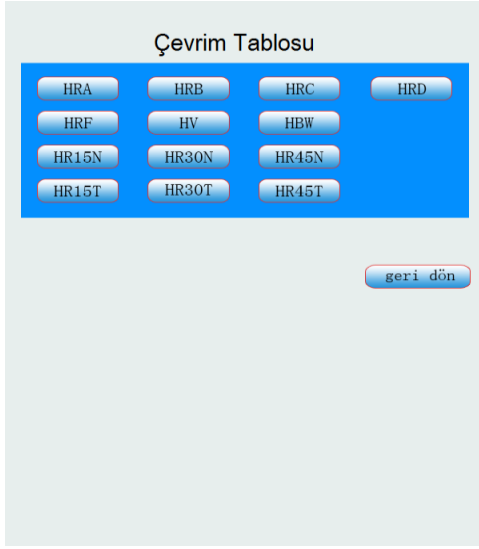 Çevrim Tablosu
HRA HRB HRC HRD
HRF HV HBW
HR15N HR30N HR45N
HR15T HR30T HR45T
geri dön